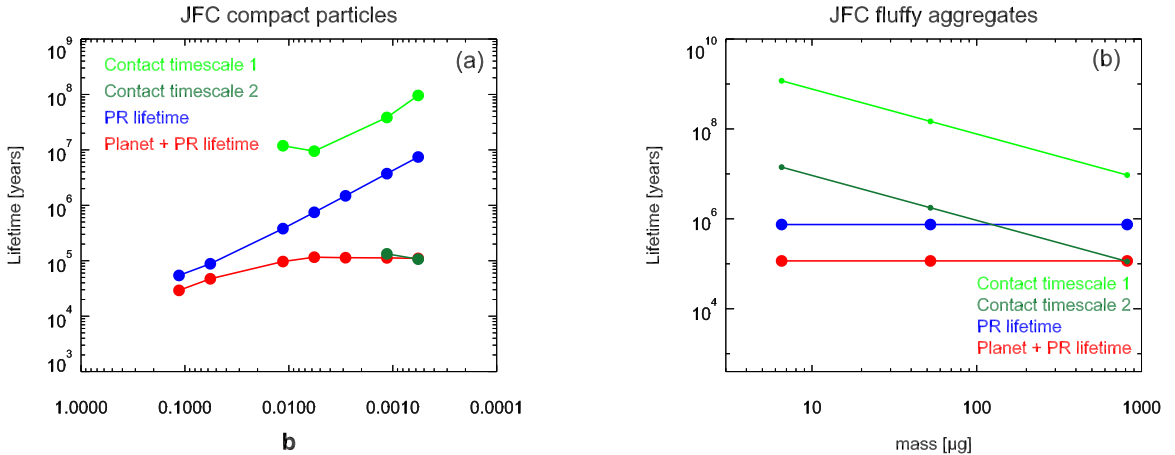 JFC compact particles
10⁹
10⁸
10⁷
10⁶
10⁵
10⁴
10³
Lifetime [years]
(a)
Contact timescale 1
Contact timescale 2
PR lifetime
Planet + PR lifetime
1.0000 0.1000 0.0100 0.0010 0.0001
b
JFC fluffy aggregates
10¹⁰
10⁸
10⁶
10⁴
Lifetime [years]
(b)
Contact timescale 1
Contact timescale 2
PR lifetime
Planet + PR lifetime
10 100 1000
mass [µg]